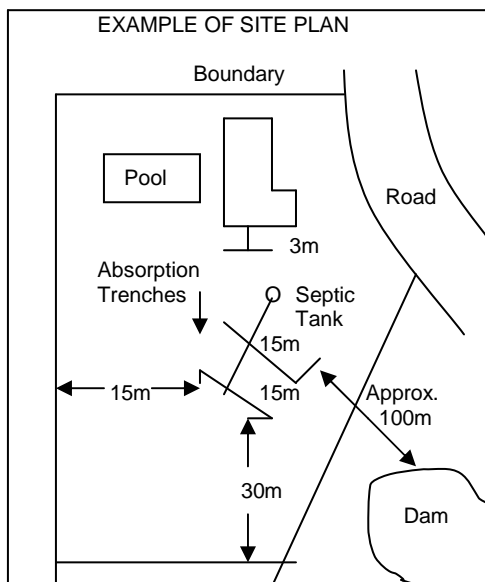 EXAMPLE OF SITE PLAN
Boundary
Pool
Road
3m
Absorption
Trenches
Septic
Tank
15m
15m
15m
Approx.
100m
30m
Dam